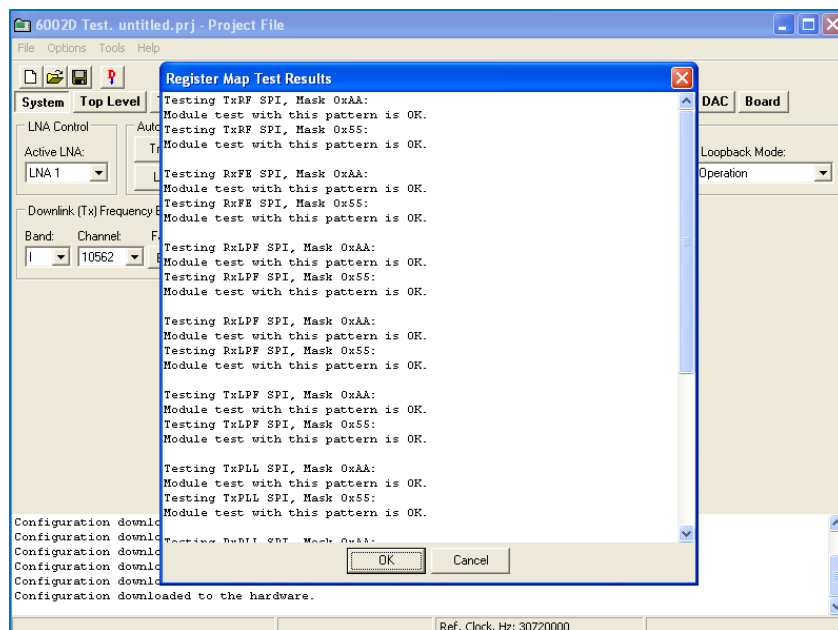 6002D Test. untitled.prj - Project File
File Options Tools Help
System Top Level
DAC Board
LNA Control
Active LNA:
LNA 1
Loopback Mode:
Operation
Downlink (Tx) Frequency
Band: Channel:
I 10562
Register Map Test Results
Testing TxRF SPI, Mask 0xAA:
Module test with this pattern is OK.
Testing TxRF SPI, Mask 0x55:
Module test with this pattern is OK.
Testing RxFE SPI, Mask 0xAA:
Module test with this pattern is OK.
Testing RxFE SPI, Mask 0x55:
Module test with this pattern is OK.
Testing RxLPF SPI, Mask 0xAA:
Module test with this pattern is OK.
Testing RxLPF SPI, Mask 0x55:
Module test with this pattern is OK.
Testing RxLPF SPI, Mask 0xAA:
Module test with this pattern is OK.
Testing RxLPF SPI, Mask 0x55:
Module test with this pattern is OK.
Testing TxLPF SPI, Mask 0xAA:
Module test with this pattern is OK.
Testing TxLPF SPI, Mask 0x55:
Module test with this pattern is OK.
Testing TxPLL SPI, Mask 0xAA:
Module test with this pattern is OK.
Testing TxPLL SPI, Mask 0x55:
Module test with this pattern is OK.
Testing RxPLL SPI, Mask 0xAA:
OK Cancel
Configuration downlo
Configuration downlo
Configuration downlo
Configuration downlo
Configuration downlo
Configuration downloaded to the hardware.
Ref. Clock, Hz: 30720000